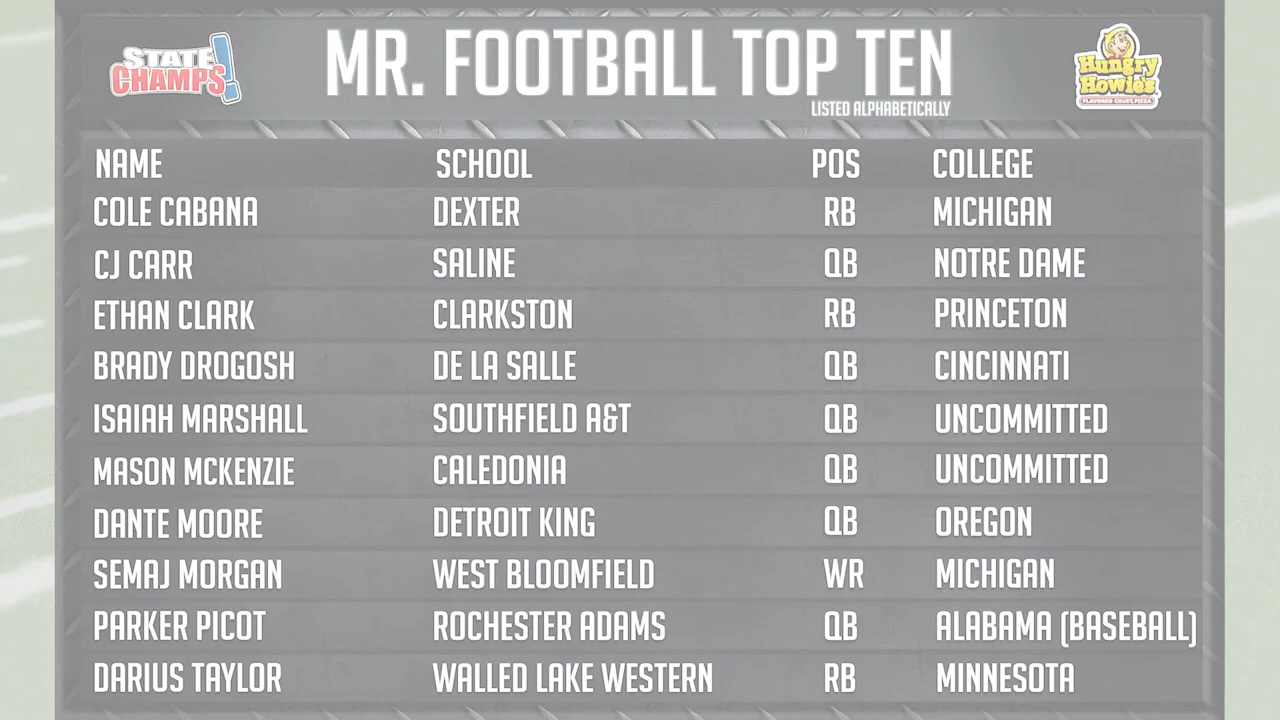 STATE CHAMPS!
MR. FOOTBALL TOP TEN
LISTED ALPHABETICALLY
Hungry Howie's
FLAVORED CRUST PIZZA
NAME SCHOOL POS COLLEGE
COLE CABANA DEXTER RB MICHIGAN
CJ CARR SALINE QB NOTRE DAME
ETHAN CLARK CLARKSTON RB PRINCETON
BRADY DROGOSH DE LA SALLE QB CINCINNATI
ISAIAH MARSHALL SOUTHFIELD A&T QB UNCOMMITTED
MASON MCKENZIE CALEDONIA QB UNCOMMITTED
DANTE MOORE DETROIT KING QB OREGON
SEMAJ MORGAN WEST BLOOMFIELD WR MICHIGAN
PARKER PICOT ROCHESTER ADAMS QB ALABAMA (BASEBALL)
DARIUS TAYLOR WALLED LAKE WESTERN RB MINNESOTA